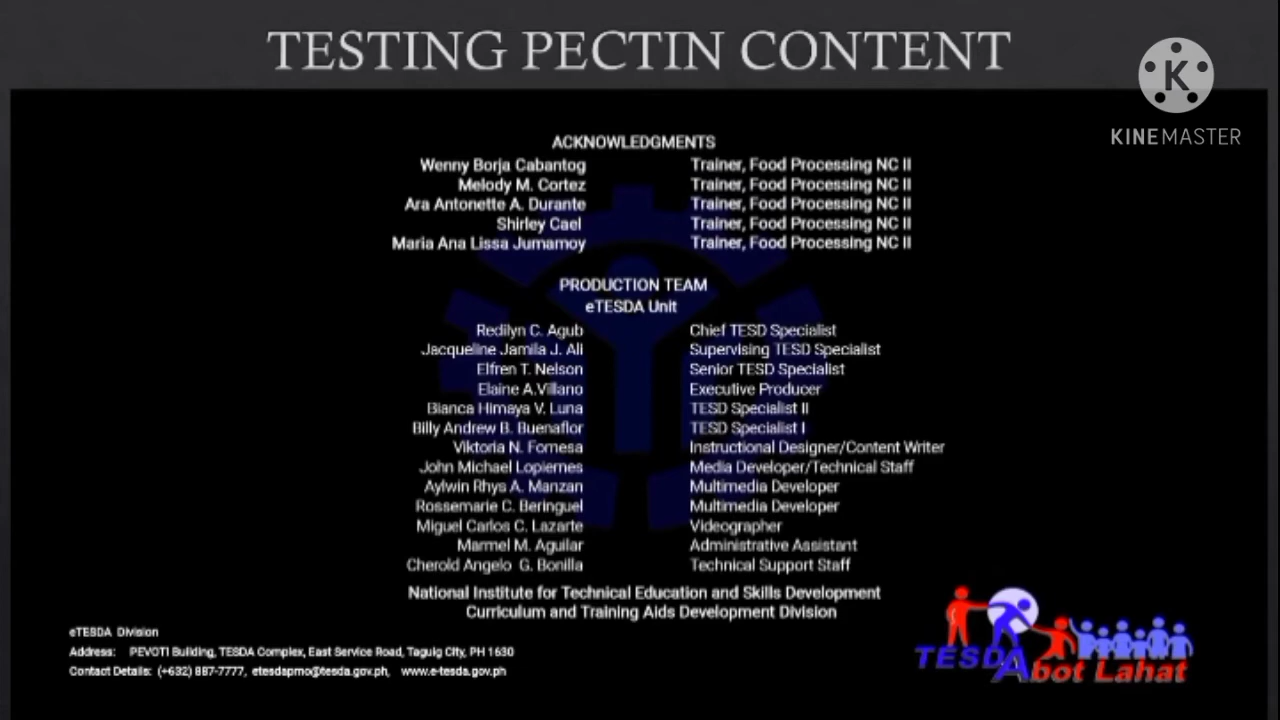 TESTING PECTIN CONTENT
K
KINEMASTER
ACKNOWLEDGMENTS
Wenny Borja Cabantog Trainer, Food Processing NC II
Melody M. Cortez Trainer, Food Processing NC II
Ara Antonette A. Durante Trainer, Food Processing NC II
Shirley Cael Trainer, Food Processing NC II
Maria Ana Lissa Jumamoy Trainer, Food Processing NC II
PRODUCTION TEAM
eTESDA Unit
Redilyn C. Agub Chief TESD Specialist
Jacqueline Jamila J. Ali Supervising TESD Specialist
Elfren T. Nelson Senior TESD Specialist
Elaine A.Villano Executive Producer
Bianca Himaya V. Luna TESD Specialist II
Billy Andrew B. Buenaflor TESD Specialist I
Viktoria N. Fornesa Instructional Designer/Content Writer
John Michael Lopiernes Media Developer/Technical Staff
Aylwin Rhys A. Manzan Multimedia Developer
Rossemarie C. Beringuel Multimedia Developer
Miguel Carlos C. Lazarte Videographer
Marmel M. Aguilar Administrative Assistant
Cherold Angelo G. Bonilla Technical Support Staff
National Institute for Technical Education and Skills Development
Curriculum and Training Aids Development Division
eTESDA Division
Address: PEVOTI Building, TESDA Complex, East Service Road, Taguig City, PH 1630
Contact Details: (+632) 887-7777, etesdapmo@tesda.gov.ph, www.e-tesda.gov.ph
TESDA Abot Lahat